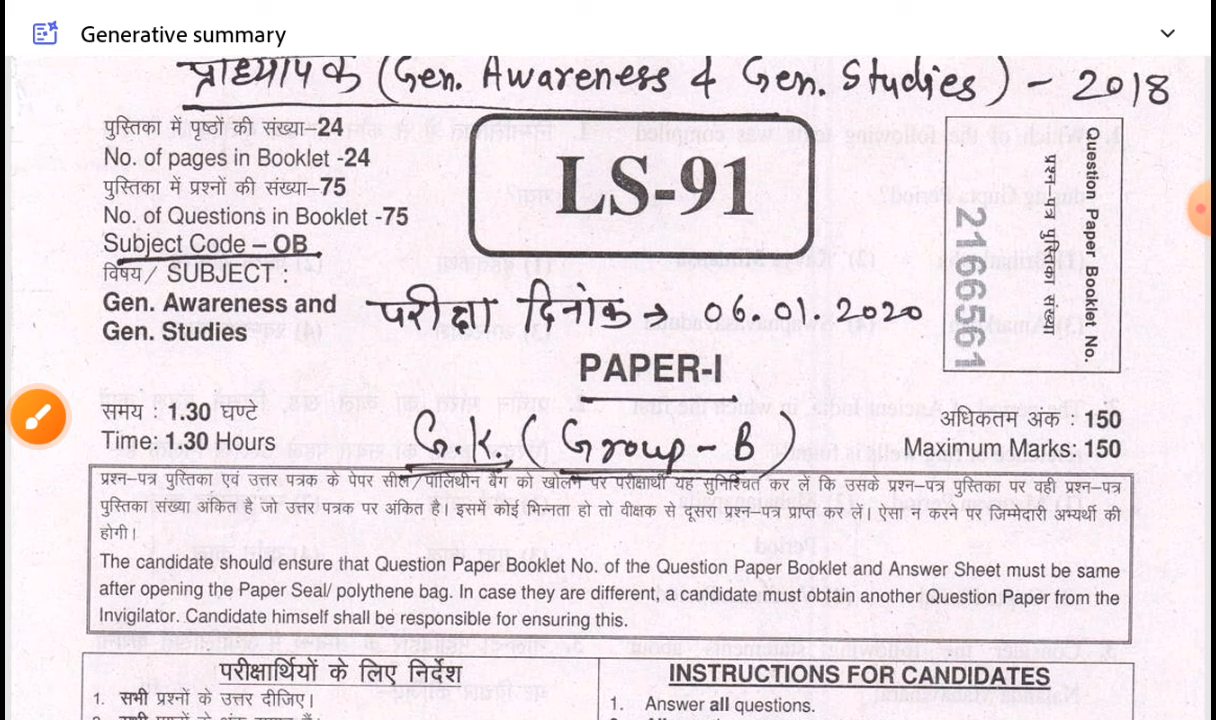 Generative summary
प्राध्यापक (Gen. Awareness & Gen. Studies) - 2018
पुस्तिका में पृष्ठों की संख्या-24
No. of pages in Booklet -24
पुस्तिका में प्रश्नों की संख्या-75
No. of Questions in Booklet -75
Subject Code – OB
विषय / SUBJECT :
Gen. Awareness and
Gen. Studies
LS-91
Question Paper Booklet No.
प्रश्न-पत्र पुस्तिका संख्या
2166561
परीक्षा दिनांक → 06.01.2020
PAPER-I
समय : 1.30 घण्टे
Time: 1.30 Hours
G.K. (Group-B)
अधिकतम अंक : 150
Maximum Marks: 150
प्रश्न-पत्र पुस्तिका एवं उत्तर पत्रक के पेपर सील/पॉलिथीन बैग को खोलने पर परीक्षार्थी यह सुनिश्चित कर लें कि उसके प्रश्न-पत्र पुस्तिका पर वही प्रश्न-पत्र
पुस्तिका संख्या अंकित है जो उत्तर पत्रक पर अंकित है। इसमें कोई भिन्नता हो तो वीक्षक से दूसरा प्रश्न-पत्र प्राप्त कर लें। ऐसा न करने पर जिम्मेदारी अभ्यर्थी की
होगी।
The candidate should ensure that Question Paper Booklet No. of the Question Paper Booklet and Answer Sheet must be same
after opening the Paper Seal/ polythene bag. In case they are different, a candidate must obtain another Question Paper from the
Invigilator. Candidate himself shall be responsible for ensuring this.
परीक्षार्थियों के लिए निर्देश
1. सभी प्रश्नों के उत्तर दीजिए।
INSTRUCTIONS FOR CANDIDATES
1. Answer all questions.